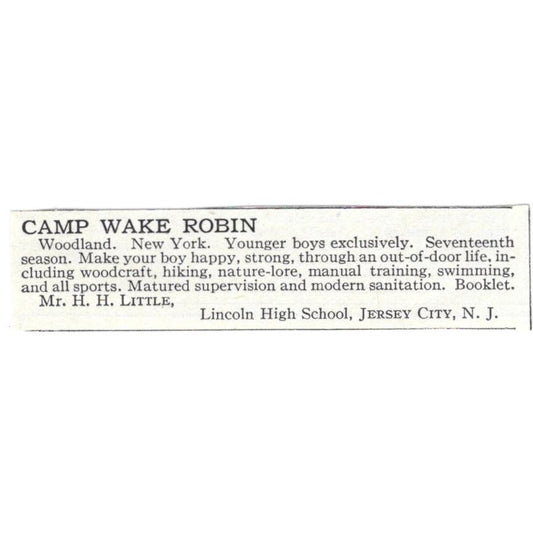 CAMP WAKE ROBIN
Woodland. New York. Younger boys exclusively. Seventeenth
season. Make your boy happy, strong, through an out-of-door life, in-
cluding woodcraft, hiking, nature-lore, manual training, swimming,
and all sports. Matured supervision and modern sanitation. Booklet.
Mr. H. H. LITTLE,
Lincoln High School, JERSEY CITY, N. J.